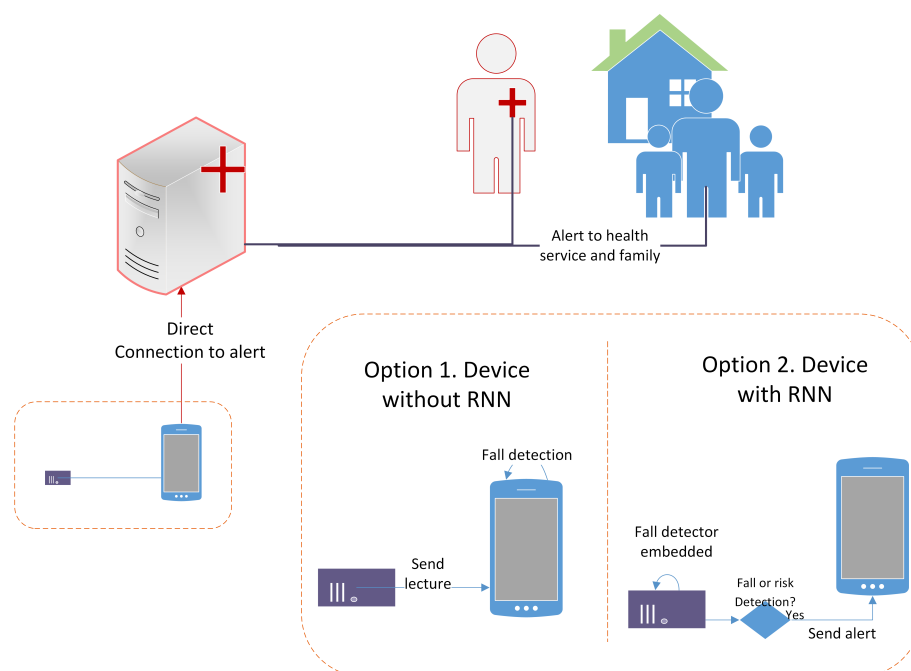 Alert to health
service and family
Direct
Connection to alert
Option 1. Device
without RNN
Option 2. Device
with RNN
Fall detection
Send
lecture
Fall detector
embedded
Fall or risk
Detection?
Yes
Send alert